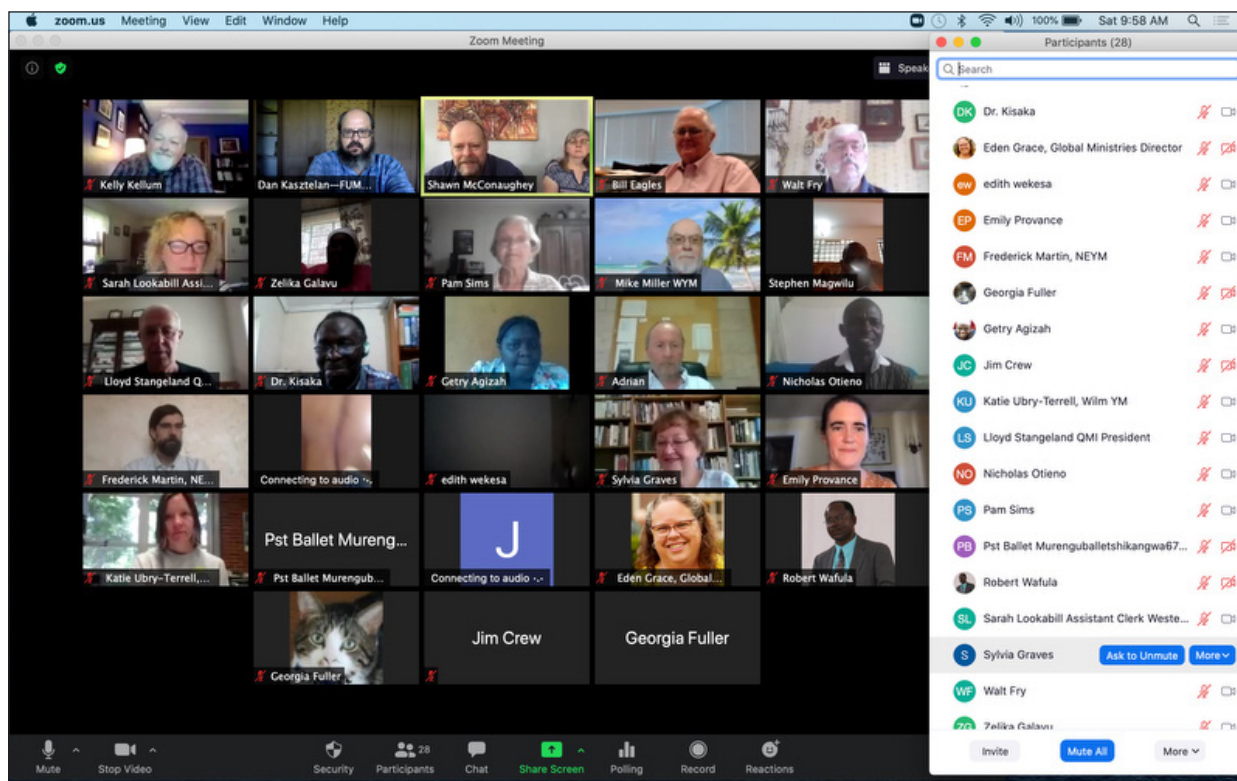 zoom.us Meeting View Edit Window Help 100% Sat 9:58 AM
Zoom Meeting
Participants (28)
Speak
Search
Kelly Kellum
Dan Kasztelan—FUM...
Shawn McConaughey
Bill Eagles
Walt Fry
Sarah Lookabill Assi...
Zelika Galavu
Pam Sims
Mike Miller WYM
Stephen Magwilu
Lloyd Stangeland Q...
Dr. Kisaka
Getry Agizah
Adrian
Nicholas Otieno
Frederick Martin, NE...
Connecting to audio
edith wekesa
Sylvia Graves
Emily Provance
Katie Ubry-Terrell,...
Pst Ballet Mureng...
Pst Ballet Murengub...
J
Connecting to audio
Eden Grace, Global...
Robert Wafula
Georgia Fuller
Jim Crew
Georgia Fuller
DK Dr. Kisaka
Eden Grace, Global Ministries Director
ew edith wekesa
EP Emily Provance
FM Frederick Martin, NEYM
Georgia Fuller
Getry Agizah
JC Jim Crew
KU Katie Ubry-Terrell, Wilm YM
LS Lloyd Stangeland QMI President
NO Nicholas Otieno
PS Pam Sims
PB Pst Ballet Murenguballetshikangwa67...
Robert Wafula
SL Sarah Lookabill Assistant Clerk Weste...
S Sylvia Graves Ask to Unmute More
WF Walt Fry
ZG Zelika Galavu
Invite Mute All More
Mute Stop Video Security Participants 28 Chat Share Screen Polling Record Reactions